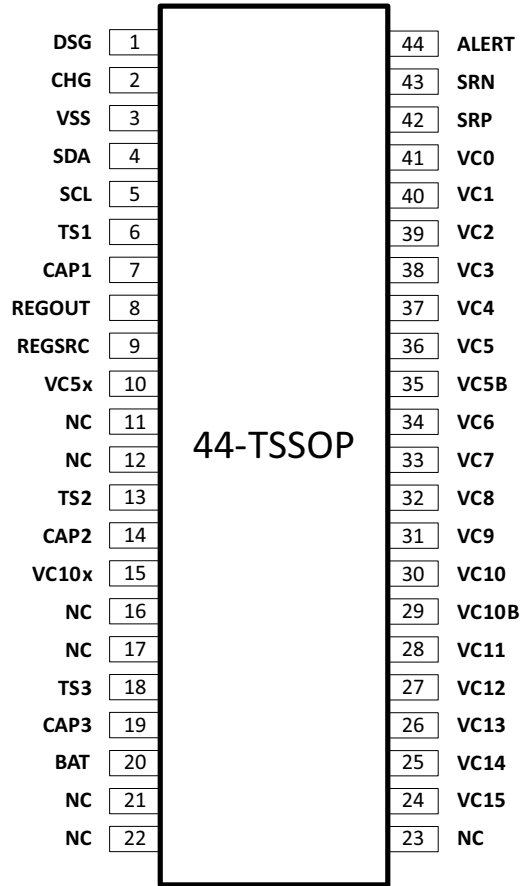 DSG 1 44 ALERT
CHG 2 43 SRN
VSS 3 42 SRP
SDA 4 41 VC0
SCL 5 40 VC1
TS1 6 39 VC2
CAP1 7 38 VC3
REGOUT 8 37 VC4
REGSRC 9 36 VC5
VC5x 10 35 VC5B
NC 11 34 VC6
44-TSSOP
NC 12 33 VC7
TS2 13 32 VC8
CAP2 14 31 VC9
VC10x 15 30 VC10
NC 16 29 VC10B
NC 17 28 VC11
TS3 18 27 VC12
CAP3 19 26 VC13
BAT 20 25 VC14
NC 21 24 VC15
NC 22 23 NC